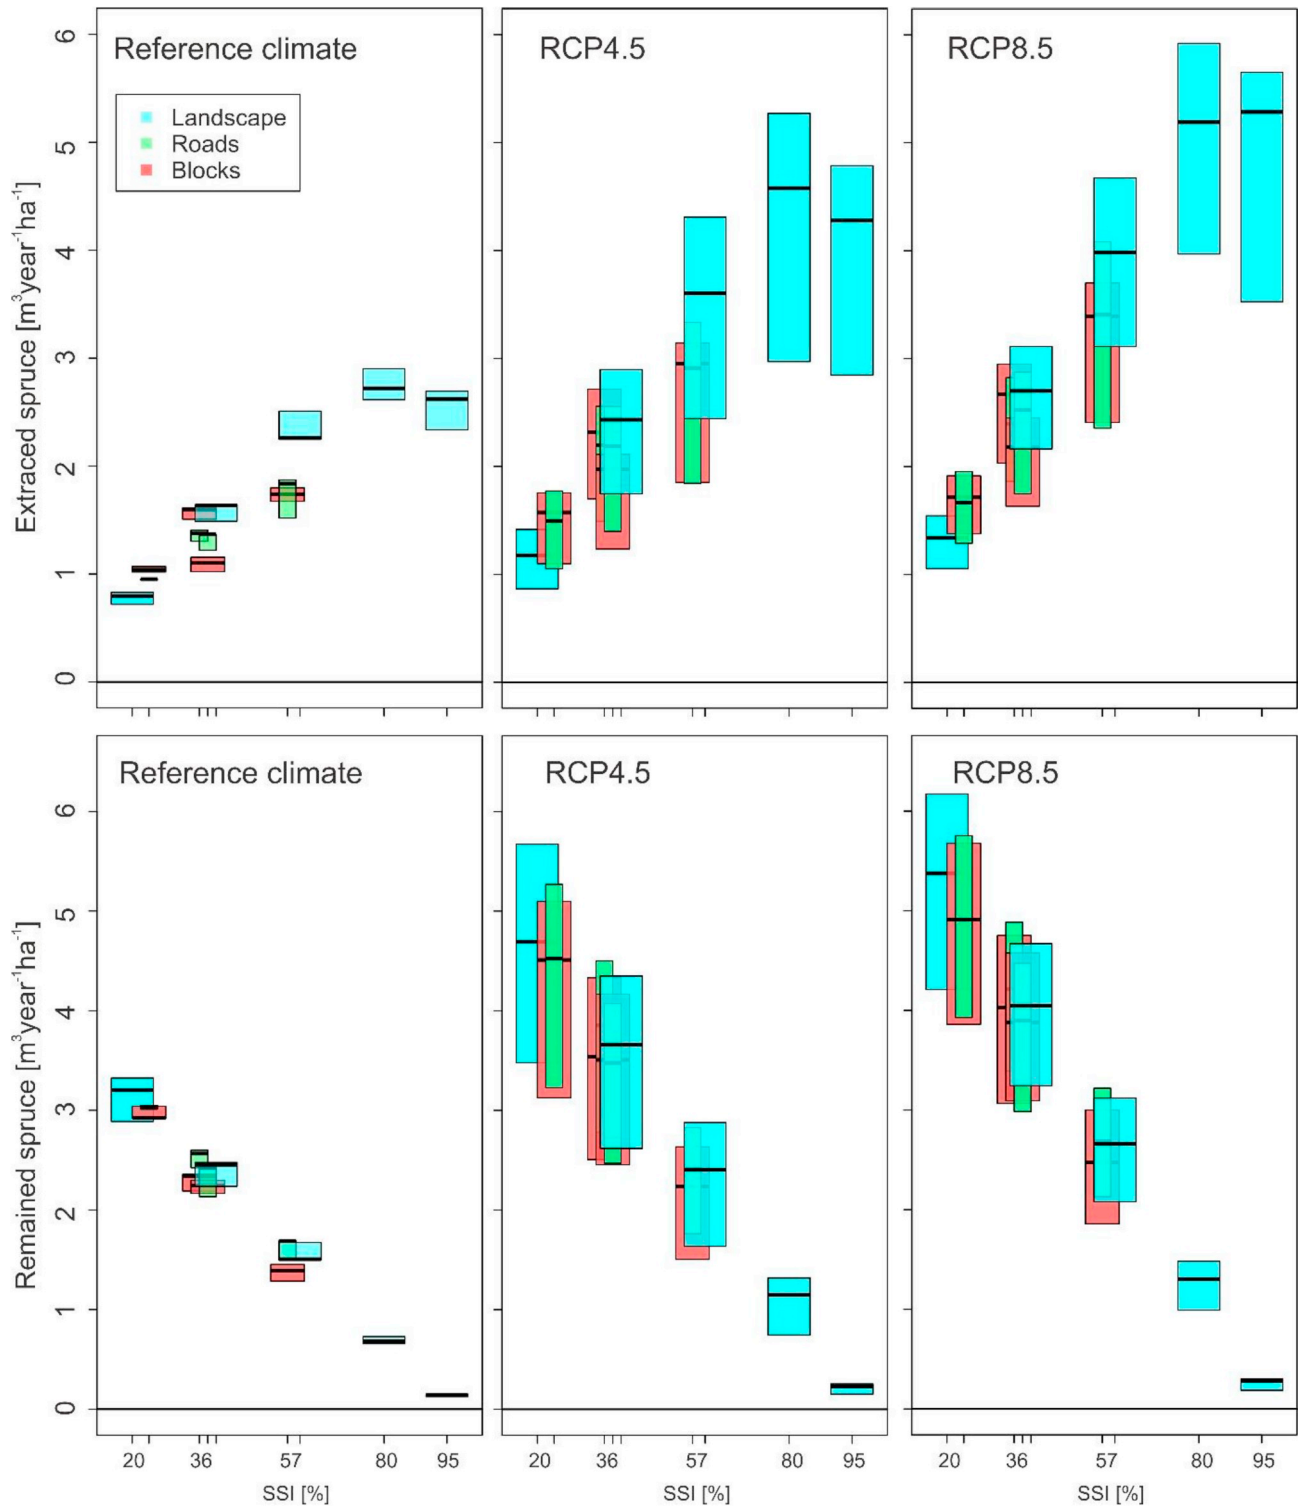 Reference climate
RCP4.5
RCP8.5
Landscape
Roads
Blocks
Extraced spruce [m³year⁻¹ha⁻¹]
0
1
2
3
4
5
6
Reference climate
RCP4.5
RCP8.5
Remained spruce [m³year⁻¹ha⁻¹]
0
1
2
3
4
5
6
20 36 57 80 95
20 36 57 80 95
20 36 57 80 95
SSI [%]
SSI [%]
SSI [%]